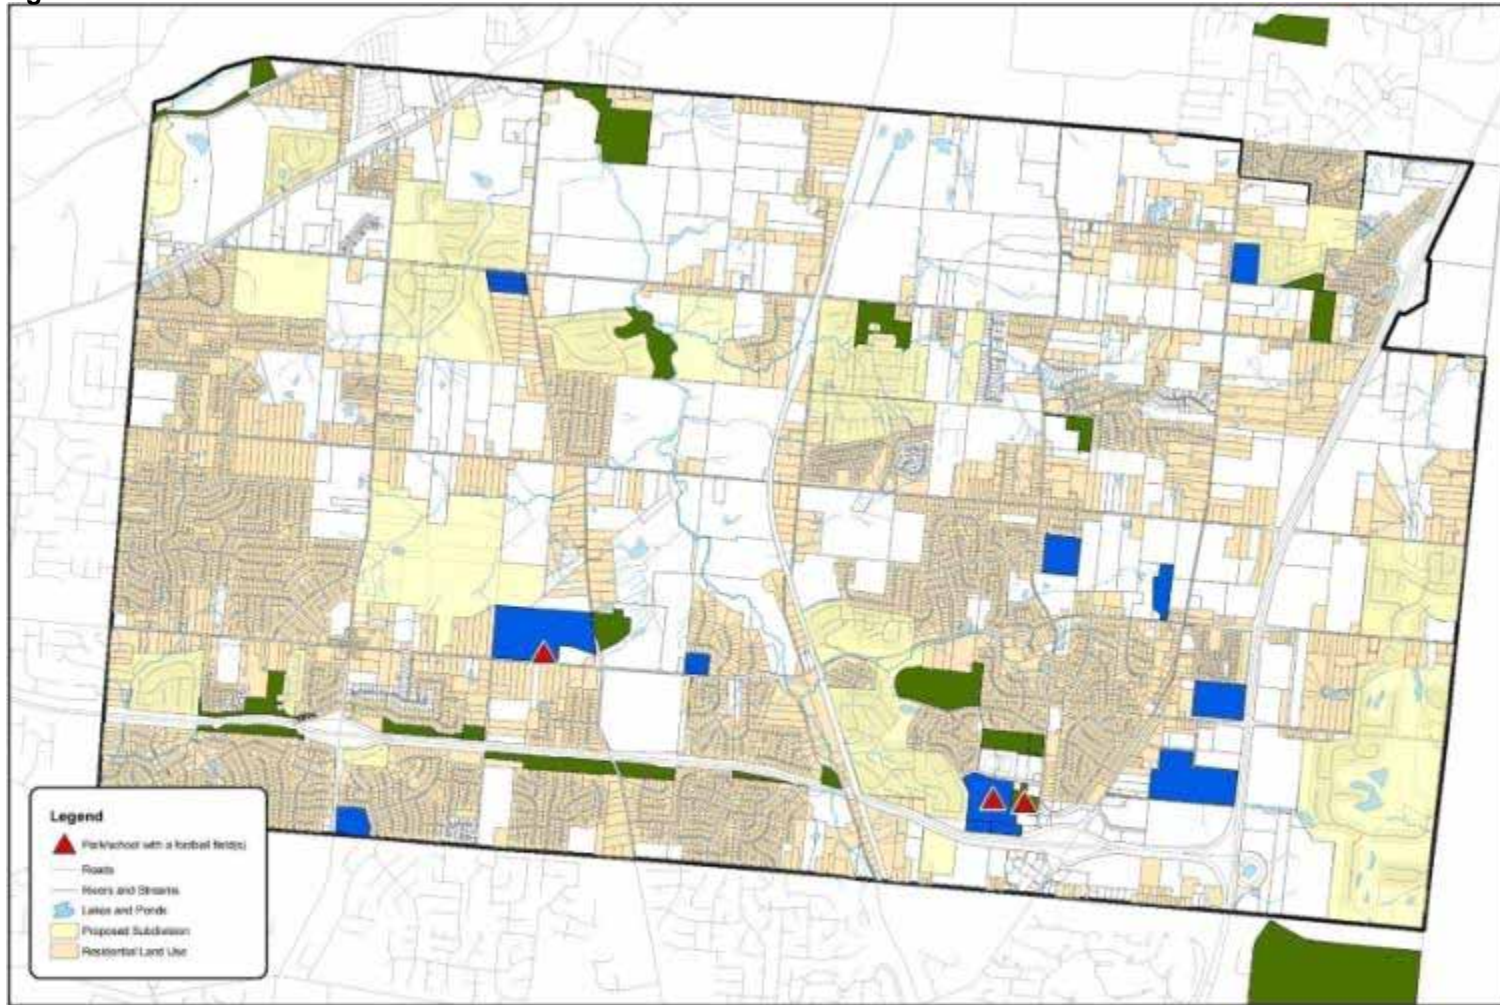 Legend
Park/school with a football field(s)
Roads
Rivers and Streams
Lakes and Ponds
Proposed Subdivision
Residential Land Use